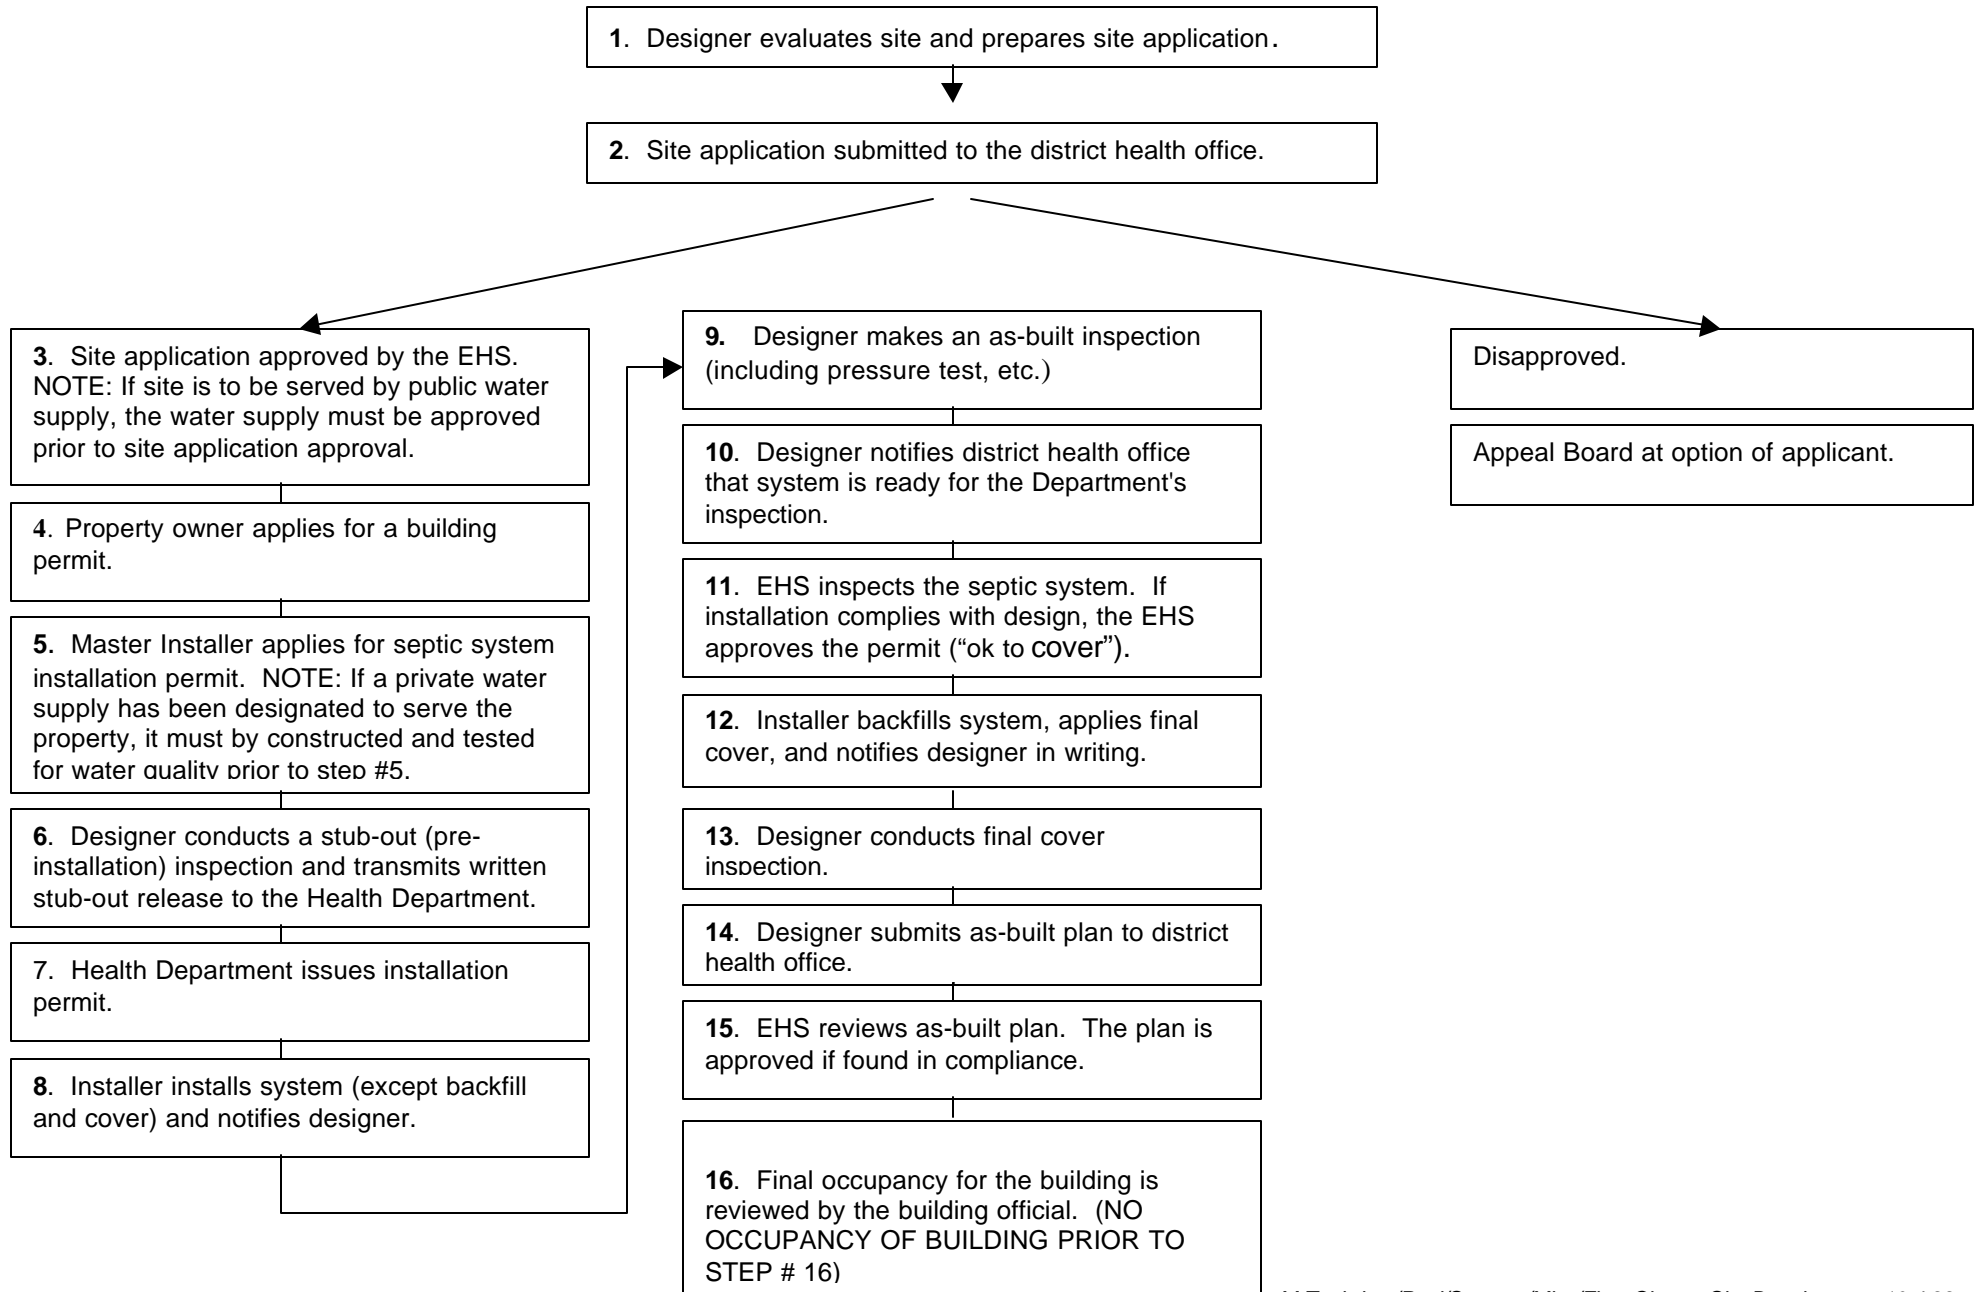 1. Designer evaluates site and prepares site application.
2. Site application submitted to the district health office.
3. Site application approved by the EHS.
NOTE: If site is to be served by public water
supply, the water supply must be approved
prior to site application approval.
4. Property owner applies for a building
permit.
5. Master Installer applies for septic system
installation permit. NOTE: If a private water
supply has been designated to serve the
property, it must by constructed and tested
for water quality prior to step #5.
6. Designer conducts a stub-out (pre-
installation) inspection and transmits written
stub-out release to the Health Department.
7. Health Department issues installation
permit.
8. Installer installs system (except backfill
and cover) and notifies designer.
9. Designer makes an as-built inspection
(including pressure test, etc.)
10. Designer notifies district health office
that system is ready for the Department's
inspection.
11. EHS inspects the septic system. If
installation complies with design, the EHS
approves the permit (“ok to cover”).
12. Installer backfills system, applies final
cover, and notifies designer in writing.
13. Designer conducts final cover
inspection.
14. Designer submits as-built plan to district
health office.
15. EHS reviews as-built plan. The plan is
approved if found in compliance.
16. Final occupancy for the building is
reviewed by the building official. (NO
OCCUPANCY OF BUILDING PRIOR TO
STEP # 16)
Disapproved.
Appeal Board at option of applicant.